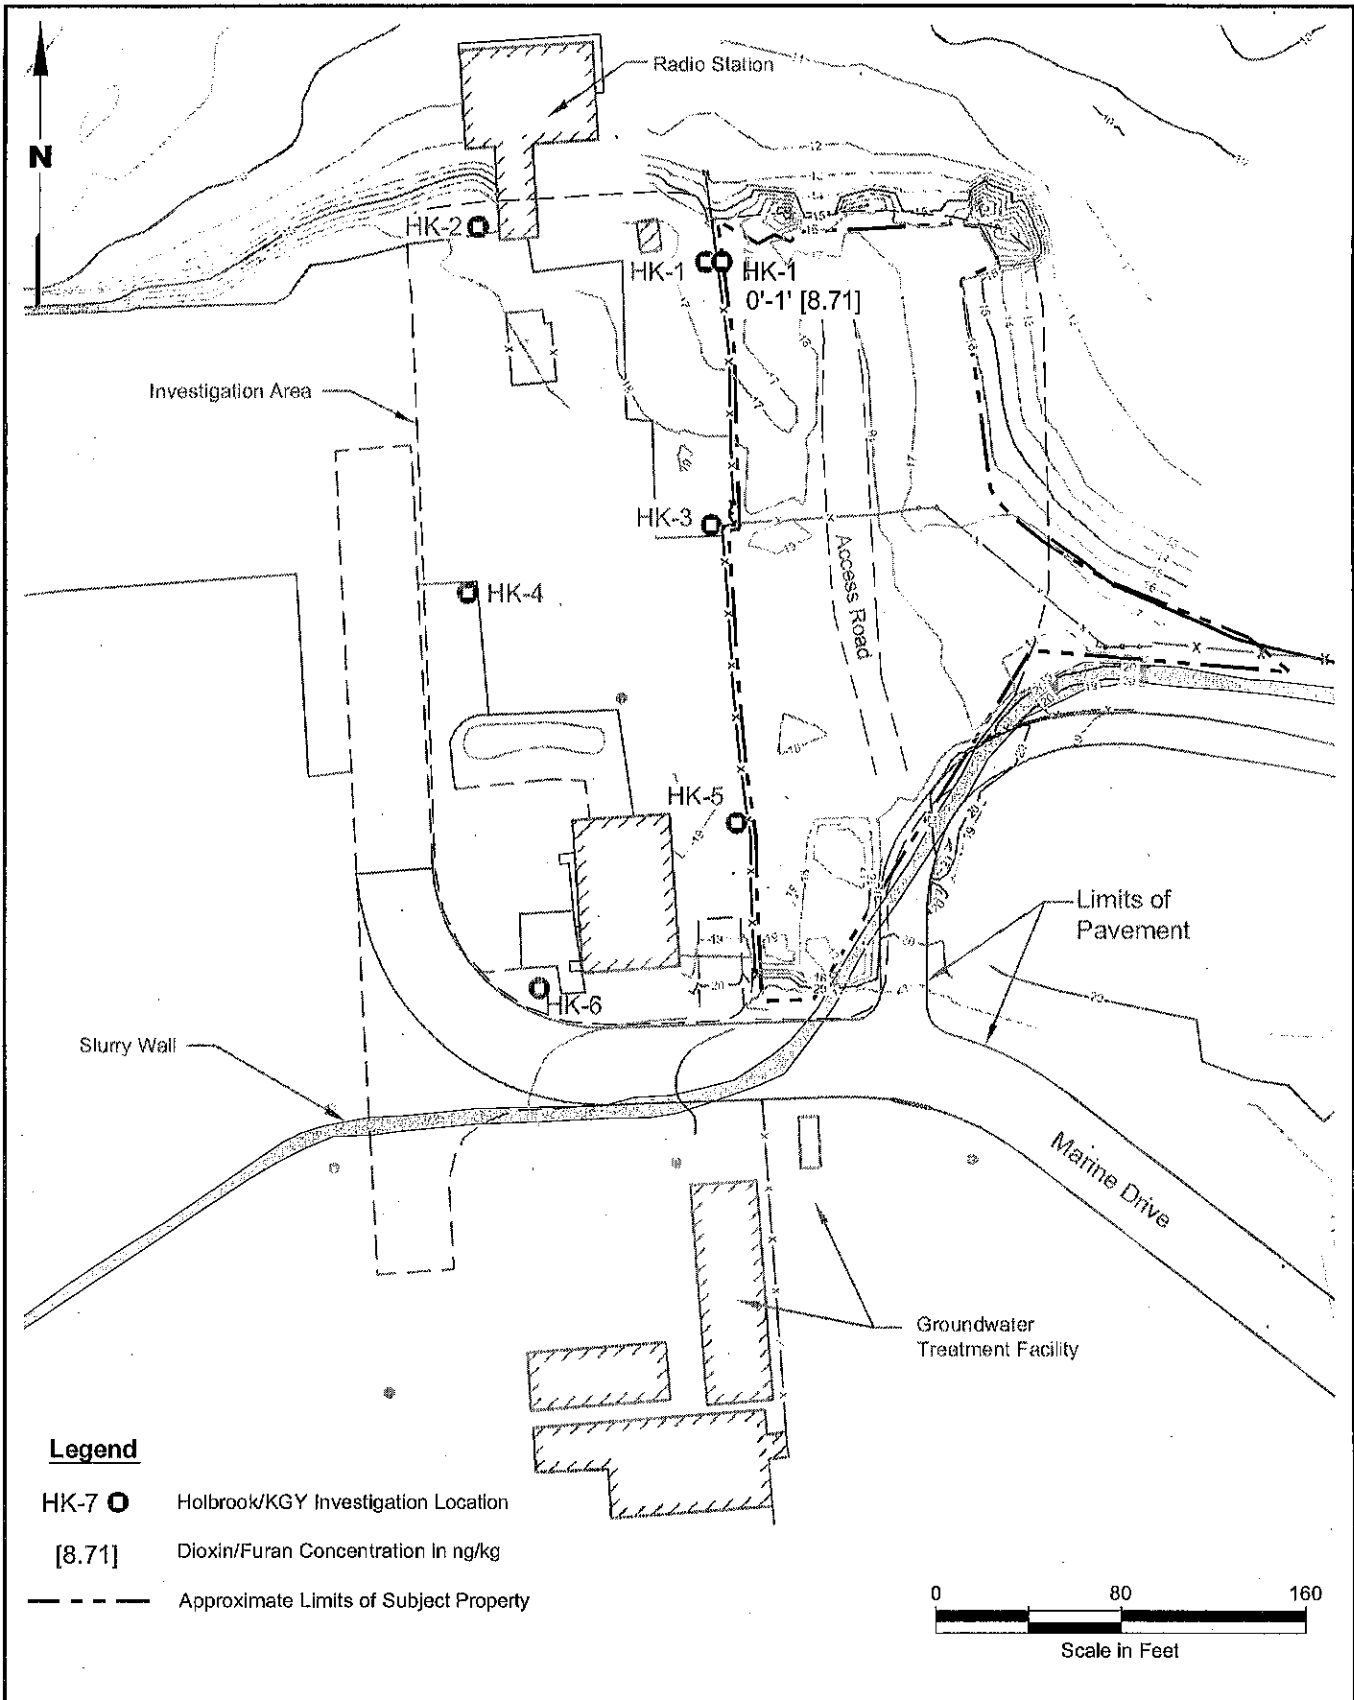 Radio Station
N
HK-2
HK-1
HK-1
0'-1' [8.71]
Investigation Area
HK-3
HK-4
Access Road
HK-5
Limits of
Pavement
HK-6
Slurry Wall
Marine Drive
Groundwater
Treatment Facility
Legend
HK-7
Holbrook/KGY Investigation Location
[8.71]
Dioxin/Furan Concentration in ng/kg
Approximate Limits of Subject Property
0 80 160
Scale in Feet